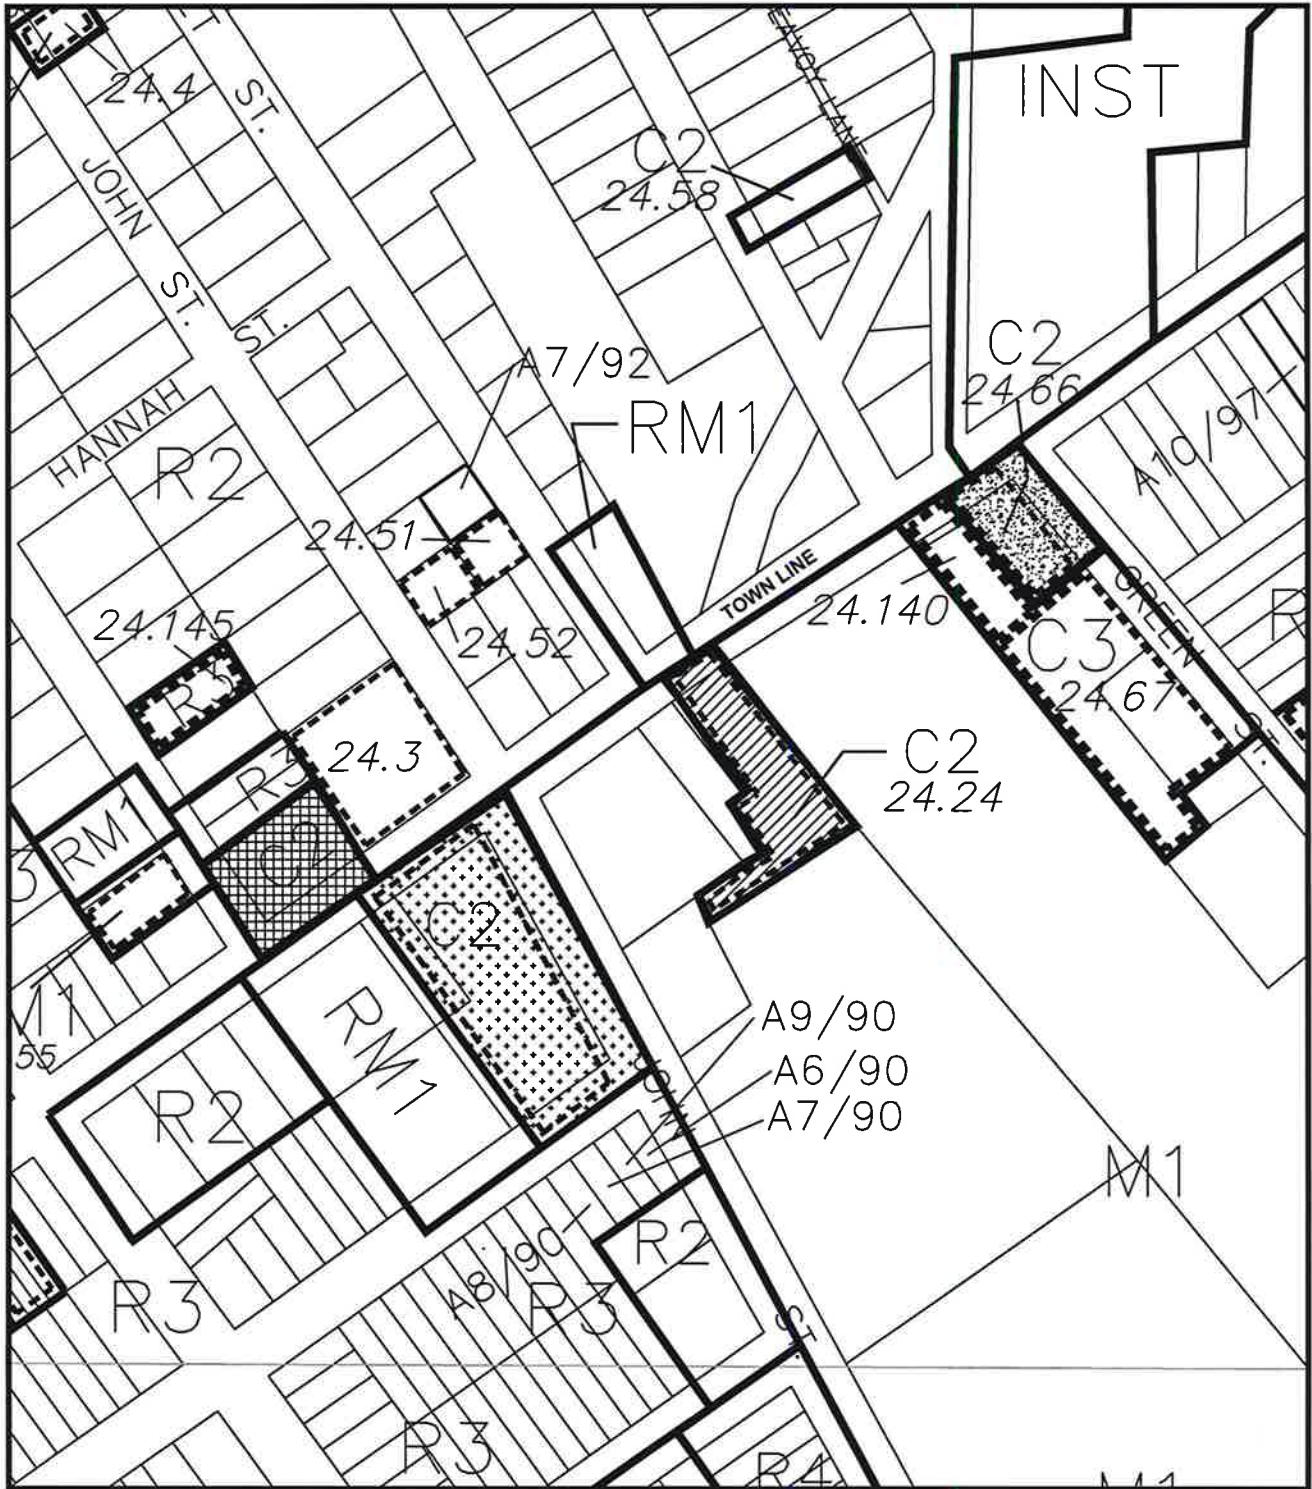 24.4
ST.
LANE
INST
C2
24.58
JOHN
ST.
ST.
HANNAH
A7/92
RM1
C2
24.66
A10/97
R2
24.51
24.52
TOWN LINE
24.140
GREEN
ST.
C3
24.67
24.145
R3
R3
24.3
C2
24.24
RM1
C2
C2
RM1
55
R2
A9/90
A6/90
A7/90
JOHN
ST.
M1
R2
A8/90
R3
R3
R3
R4
M1